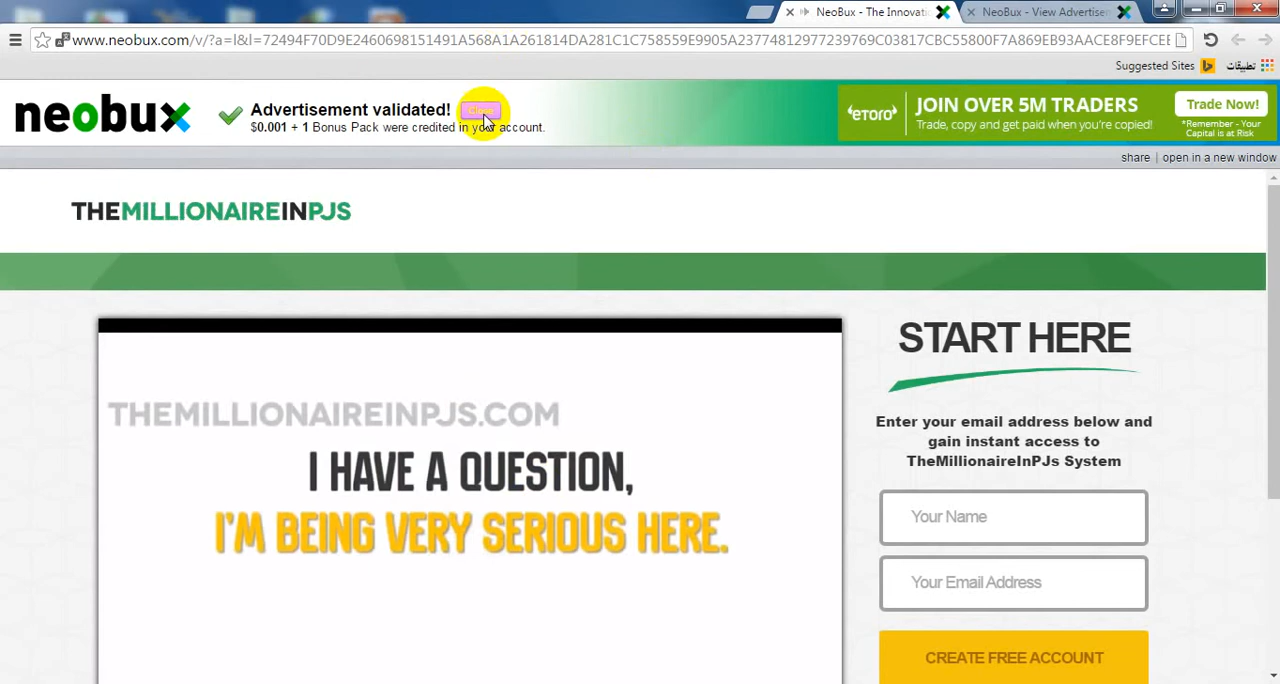 NeoBux - The Innovati
NeoBux - View Advertisem
www.neobux.com/v/?a=l&l=72494F70D9E2460698151491A568A1A261814DA281C1C758559E9905A23774812977239769C03817CBC55800F7A869EB93AACE8F9EFCEE
Suggested Sites
تطبيقات
neobux
Advertisement validated!
Close
$0.001 + 1 Bonus Pack were credited in your account.
etoro
JOIN OVER 5M TRADERS
Trade, copy and get paid when you're copied!
Trade Now!
*Remember - Your
Capital is at Risk
share | open in a new window
THEMILLIONAIREINPJS
THEMILLIONAIREINPJS.COM
I HAVE A QUESTION,
I'M BEING VERY SERIOUS HERE.
START HERE
Enter your email address below and
gain instant access to
TheMillionaireInPJs System
Your Name
Your Email Address
CREATE FREE ACCOUNT